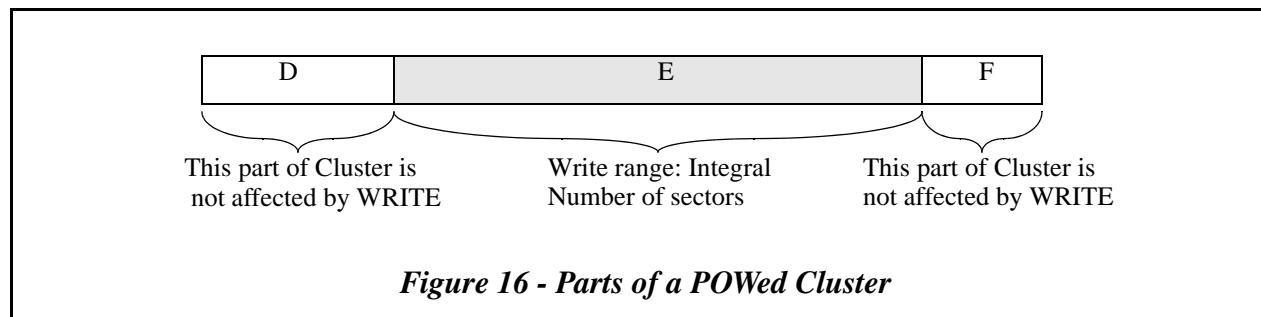 D E F
This part of Cluster is Write range: Integral This part of Cluster is
not affected by WRITE Number of sectors not affected by WRITE
Figure 16 - Parts of a POWed Cluster